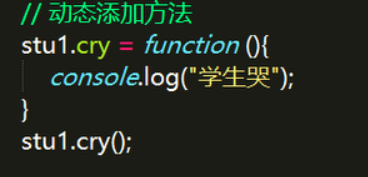 // 动态添加方法
stu1.cry = function (){
console.log("学生哭");
}
stu1.cry();